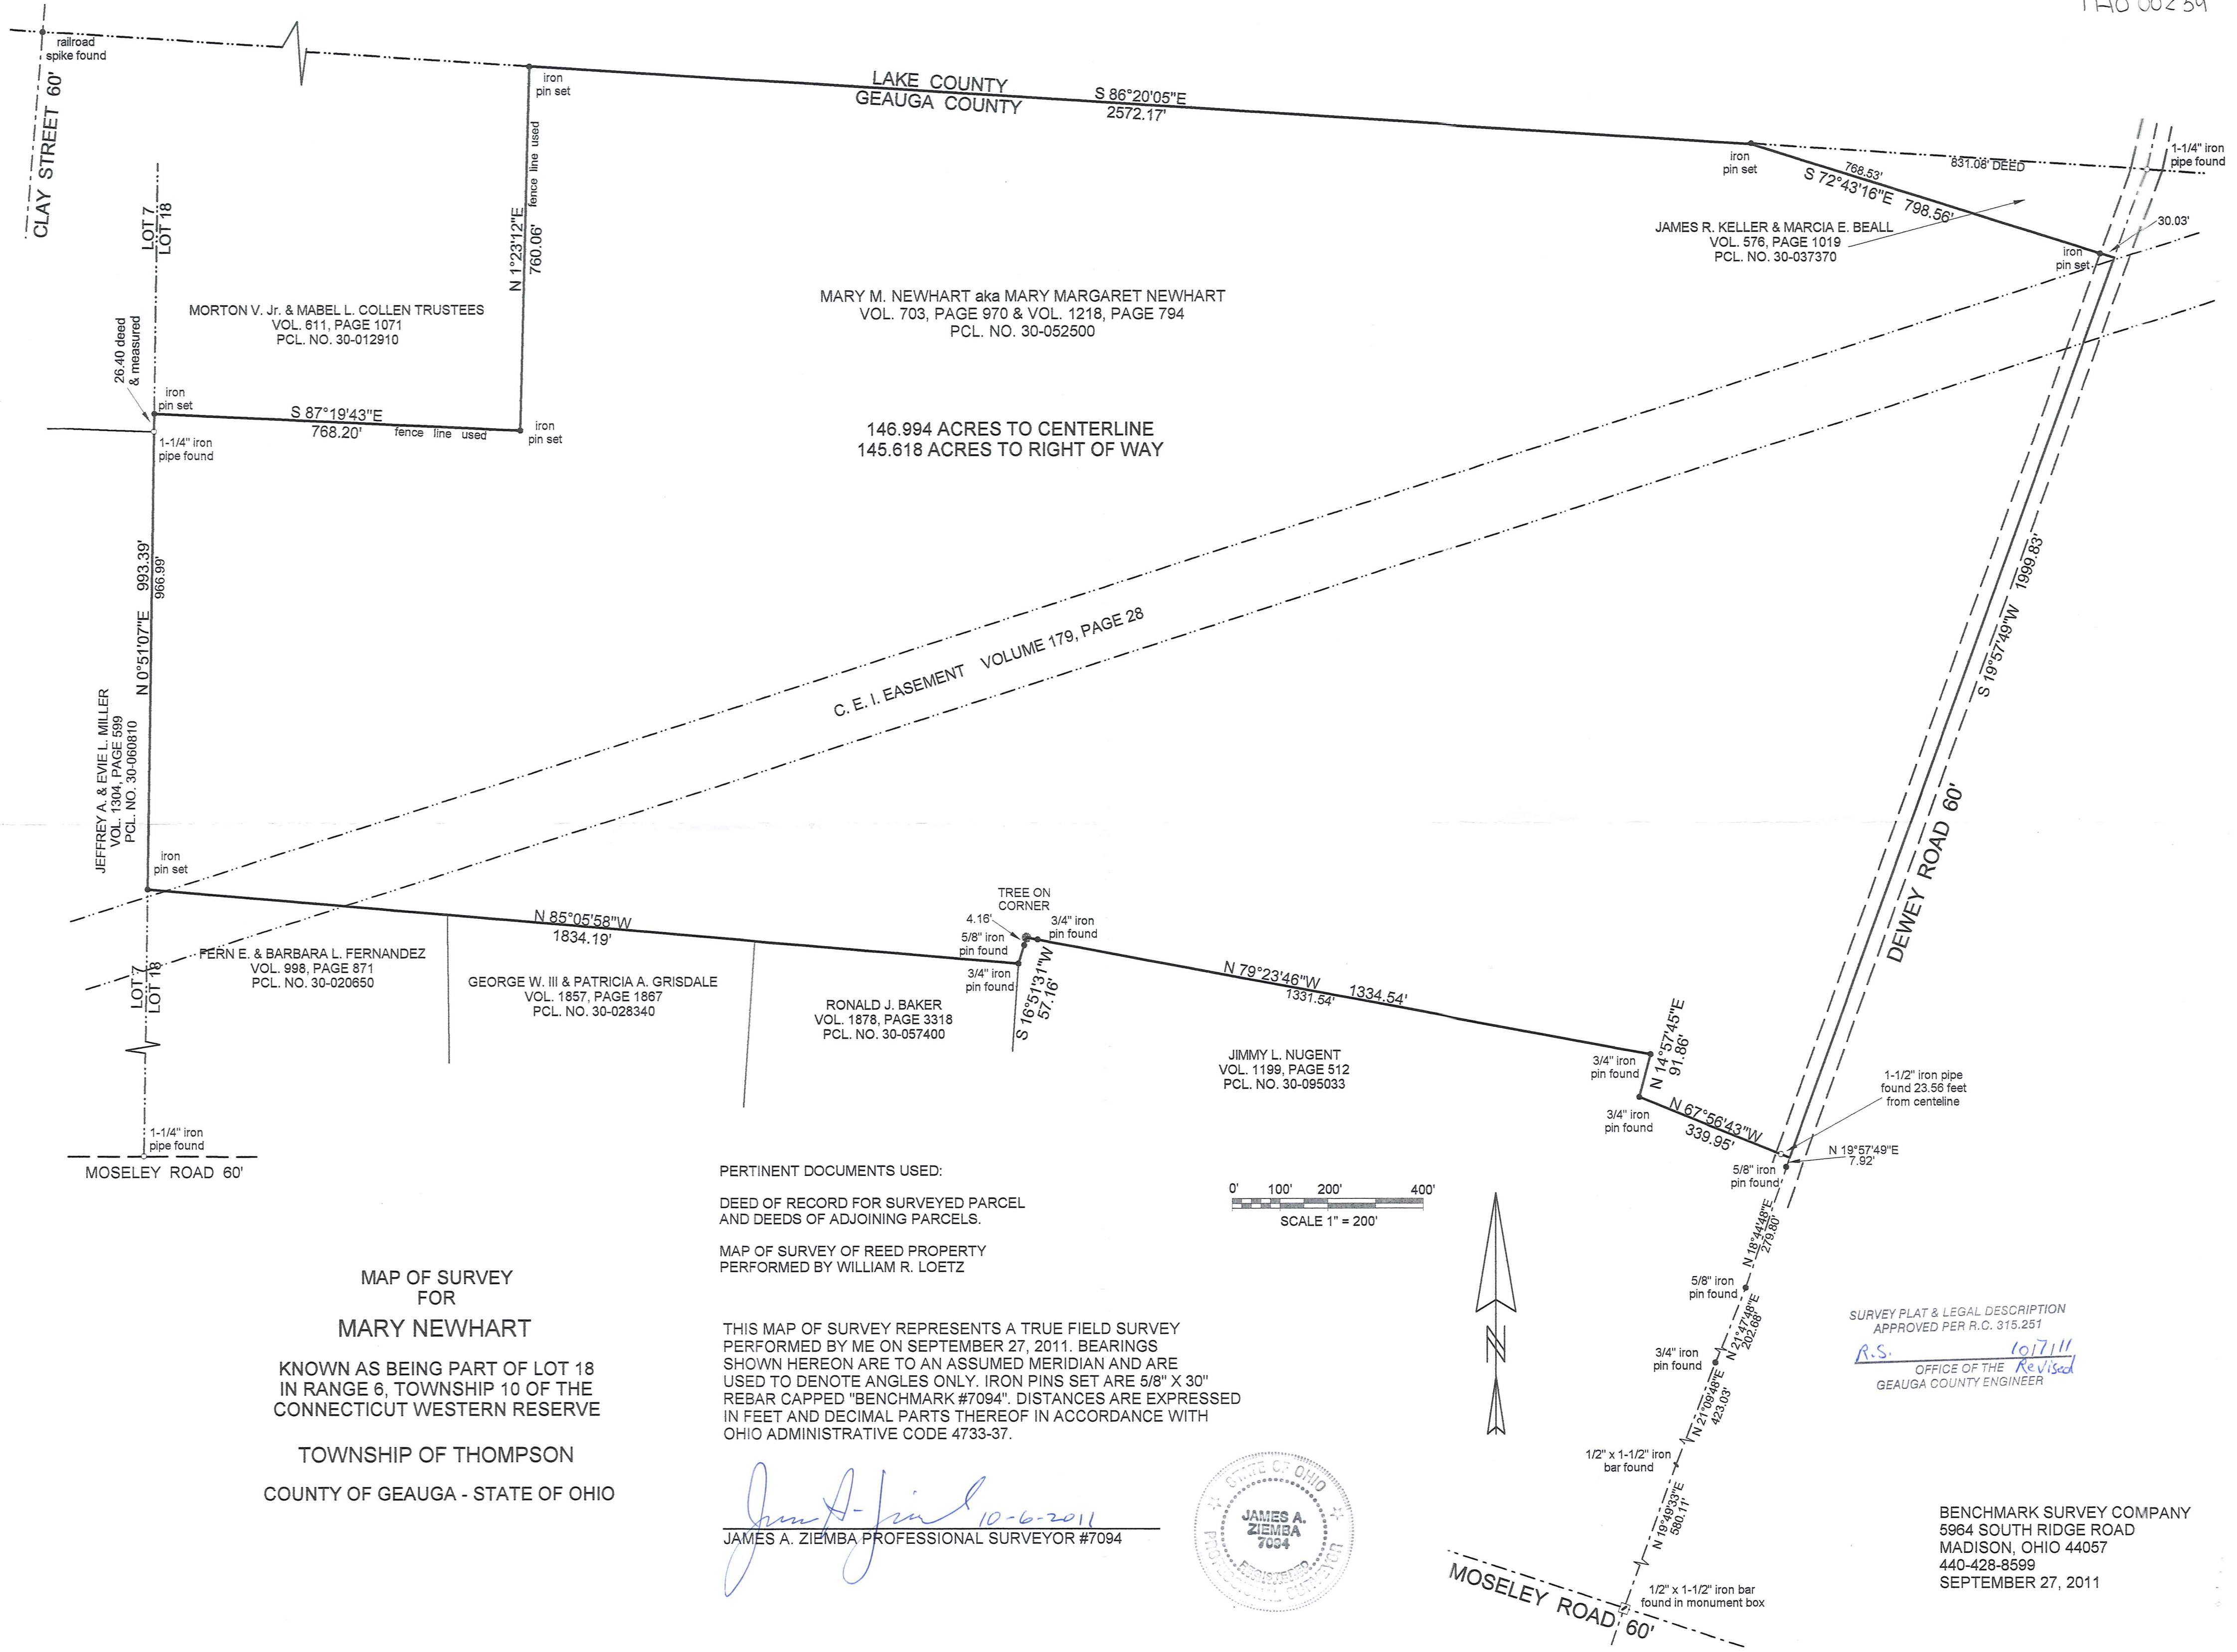 THO 00239
railroad
spike found
CLAY STREET 60'
iron
pin set
LAKE COUNTY
GEAUGA COUNTY
S 86°20'05"E
2572.17'
iron
pin set
831.08' DEED
1-1/4" iron
pipe found
768.53'
S 72°43'16"E 798.56'
30.03'
iron
pin set
JAMES R. KELLER & MARCIA E. BEALL
VOL. 576, PAGE 1019
PCL. NO. 30-037370
LOT 7
LOT 18
N 1°23'12"E
760.06' fence line used
MORTON V. Jr. & MABEL L. COLLEN TRUSTEES
VOL. 611, PAGE 1071
PCL. NO. 30-012910
MARY M. NEWHART aka MARY MARGARET NEWHART
VOL. 703, PAGE 970 & VOL. 1218, PAGE 794
PCL. NO. 30-052500
26.40 deed
& measured
iron
pin set
S 87°19'43"E
768.20' fence line used
iron
pin set
1-1/4" iron
pipe found
146.994 ACRES TO CENTERLINE
145.618 ACRES TO RIGHT OF WAY
N 0°51'07"E 993.39'
966.99'
S 19°57'49"W 1999.83'
C. E. I. EASEMENT VOLUME 179, PAGE 28
JEFFREY A. & EVIE L. MILLER
VOL. 1304, PAGE 599
PCL. NO. 30-060810
DEWEY ROAD 60'
iron
pin set
N 85°05'58"W
1834.19'
TREE ON
CORNER
4.16'
3/4" iron
pin found
5/8" iron
pin found
3/4" iron
pin found
S 16°51'31"W
57.16'
N 79°23'46"W 1334.54'
1331.54'
FERN E. & BARBARA L. FERNANDEZ
VOL. 998, PAGE 871
PCL. NO. 30-020650
GEORGE W. III & PATRICIA A. GRISDALE
VOL. 1857, PAGE 1867
PCL. NO. 30-028340
RONALD J. BAKER
VOL. 1878, PAGE 3318
PCL. NO. 30-057400
JIMMY L. NUGENT
VOL. 1199, PAGE 512
PCL. NO. 30-095033
LOT 7
LOT 18
N 14°57'45"E
91.86'
3/4" iron
pin found
3/4" iron
pin found
N 67°56'43"W
339.95'
1-1/2" iron pipe
found 23.56 feet
from centeline
N 19°57'49"E
7.92'
5/8" iron
pin found
1-1/4" iron
pipe found
MOSELEY ROAD 60'
N 18°44'48"E
279.80'
5/8" iron
pin found
N 21°47'48"E
202.68'
3/4" iron
pin found
N 21°09'48"E
423.03'
1/2" x 1-1/2" iron
bar found
N 19°49'33"E
580.11'
1/2" x 1-1/2" iron bar
found in monument box
MOSELEY ROAD 60'
PERTINENT DOCUMENTS USED:
DEED OF RECORD FOR SURVEYED PARCEL
AND DEEDS OF ADJOINING PARCELS.
MAP OF SURVEY OF REED PROPERTY
PERFORMED BY WILLIAM R. LOETZ
0' 100' 200' 400'
SCALE 1" = 200'
N
MAP OF SURVEY
FOR
MARY NEWHART
KNOWN AS BEING PART OF LOT 18
IN RANGE 6, TOWNSHIP 10 OF THE
CONNECTICUT WESTERN RESERVE
TOWNSHIP OF THOMPSON
COUNTY OF GEAUGA - STATE OF OHIO
THIS MAP OF SURVEY REPRESENTS A TRUE FIELD SURVEY
PERFORMED BY ME ON SEPTEMBER 27, 2011. BEARINGS
SHOWN HEREON ARE TO AN ASSUMED MERIDIAN AND ARE
USED TO DENOTE ANGLES ONLY. IRON PINS SET ARE 5/8" X 30"
REBAR CAPPED "BENCHMARK #7094". DISTANCES ARE EXPRESSED
IN FEET AND DECIMAL PARTS THEREOF IN ACCORDANCE WITH
OHIO ADMINISTRATIVE CODE 4733-37.
10-6-2011
JAMES A. ZIEMBA PROFESSIONAL SURVEYOR #7094
STATE OF OHIO
JAMES A.
ZIEMBA
7094
REGISTERED
PROFESSIONAL SURVEYOR
SURVEY PLAT & LEGAL DESCRIPTION
APPROVED PER R.C. 315.251
R.S. 10/7/11
OFFICE OF THE Revised
GEAUGA COUNTY ENGINEER
BENCHMARK SURVEY COMPANY
5964 SOUTH RIDGE ROAD
MADISON, OHIO 44057
440-428-8599
SEPTEMBER 27, 2011